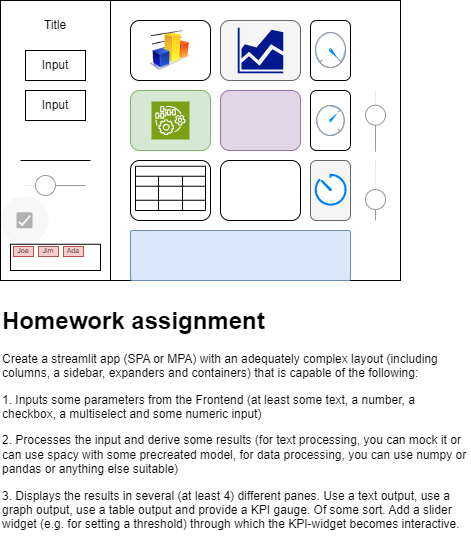 Title
Input
Input
Joe Jim Ada
Homework assignment
Create a streamlit app (SPA or MPA) with an adequately complex layout (including
columns, a sidebar, expanders and containers) that is capable of the following:
1. Inputs some parameters from the Frontend (at least some text, a number, a
checkbox, a multiselect and some numeric input)
2. Processes the input and derive some results (for text processing, you can mock it or
can use spacy with some precreated model, for data processing, you can use numpy or
pandas or anything else suitable)
3. Displays the results in several (at least 4) different panes. Use a text output, use a
graph output, use a table output and provide a KPI gauge. Of some sort. Add a slider
widget (e.g. for setting a threshold) through which the KPI-widget becomes interactive.